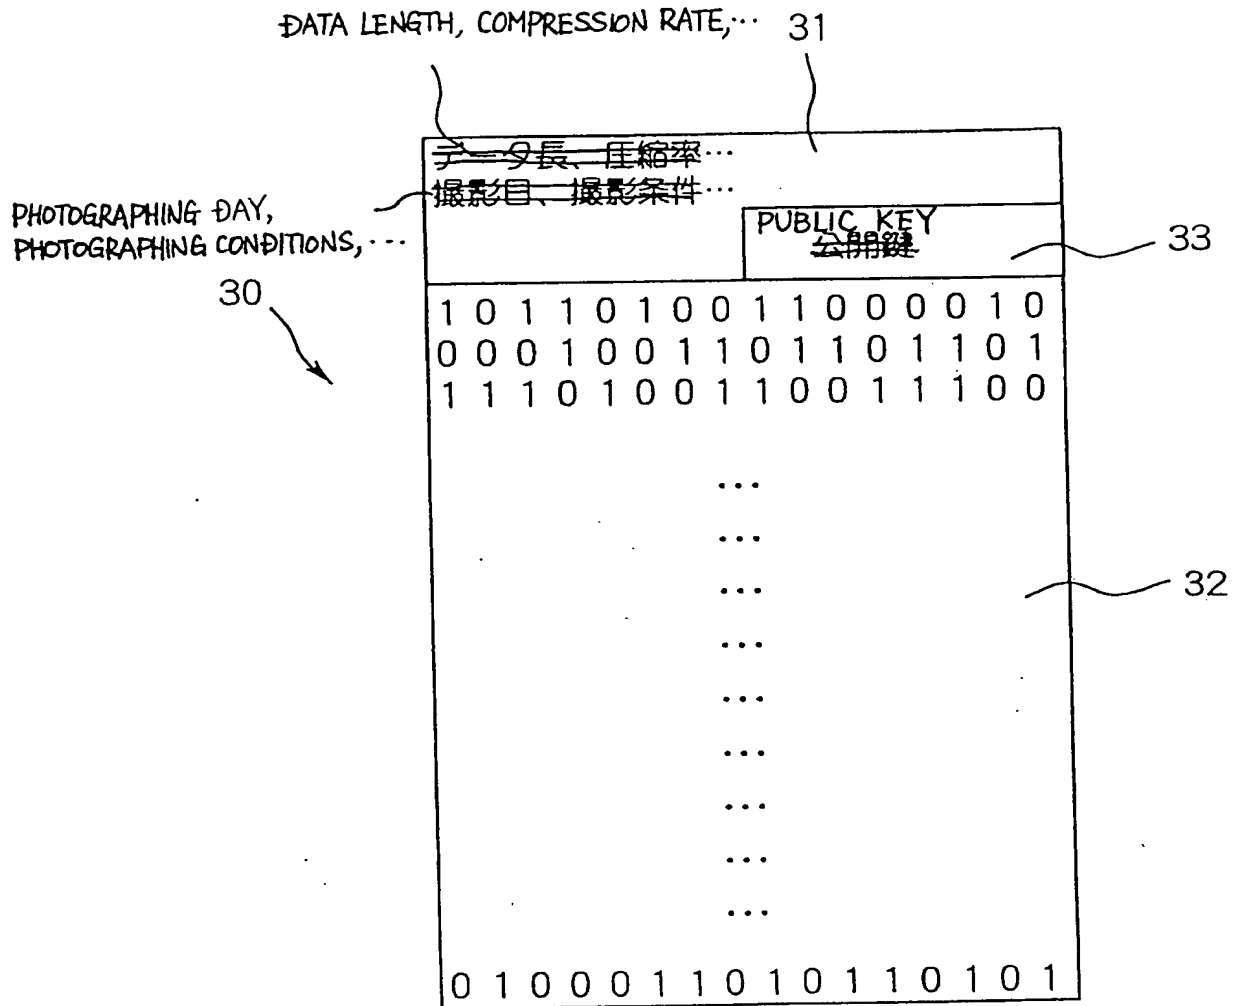 DATA LENGTH, COMPRESSION RATE,···
31
データ長、圧縮率···
撮影日、撮影条件···
PHOTOGRAPHING DAY,
PHOTOGRAPHING CONDITIONS,···
PUBLIC KEY
公開鍵
33
30
1 0 1 1 0 1 0 0 1 1 0 0 0 0 1 0
0 0 0 1 0 0 1 1 0 1 1 0 1 1 0 1
1 1 1 0 1 0 0 1 1 0 0 1 1 1 0 0
···
···
···
32
···
···
···
···
···
···
0 1 0 0 0 1 1 0 1 0 1 1 0 1 0 1